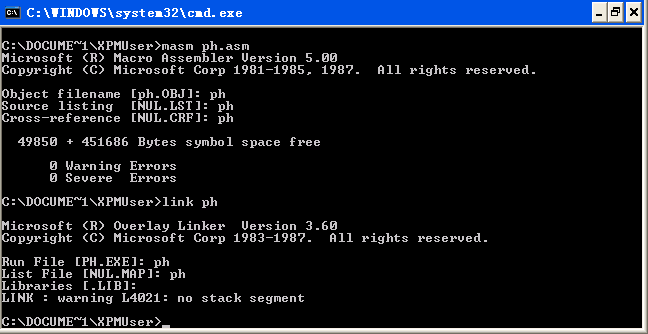 C:\WINDOWS\system32\cmd.exe
C:\DOCUME~1\XPMUser>masm ph.asm
Microsoft (R) Macro Assembler Version 5.00
Copyright (C) Microsoft Corp 1981-1985, 1987.  All rights reserved.
Object filename [ph.OBJ]: ph
Source listing  [NUL.LST]: ph
Cross-reference [NUL.CRF]: ph
49850 + 451686 Bytes symbol space free
0 Warning Errors
0 Severe  Errors
C:\DOCUME~1\XPMUser>link ph
Microsoft (R) Overlay Linker  Version 3.60
Copyright (C) Microsoft Corp 1983-1987.  All rights reserved.
Run File [PH.EXE]: ph
List File [NUL.MAP]: ph
Libraries [.LIB]:
LINK : warning L4021: no stack segment
C:\DOCUME~1\XPMUser>_